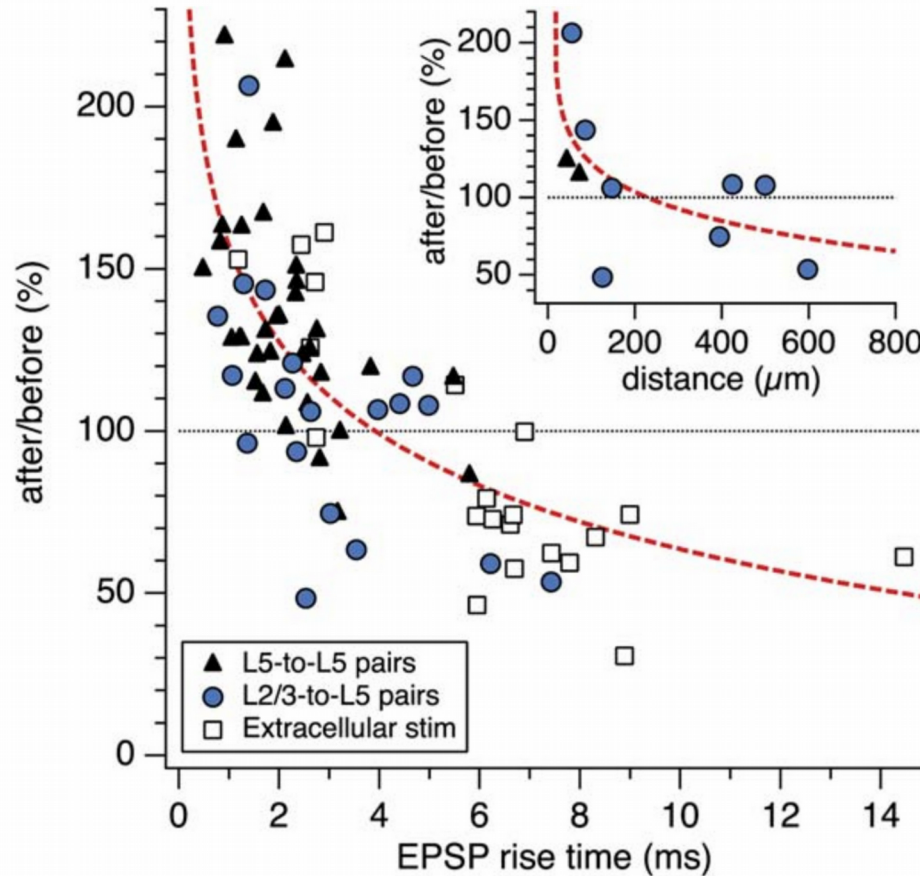 after/before (%)
200
150
100
50
0
0 2 4 6 8 10 12 14
EPSP rise time (ms)
L5-to-L5 pairs
L2/3-to-L5 pairs
Extracellular stim
after/before (%)
200
150
100
50
0 200 400 600 800
distance (μm)